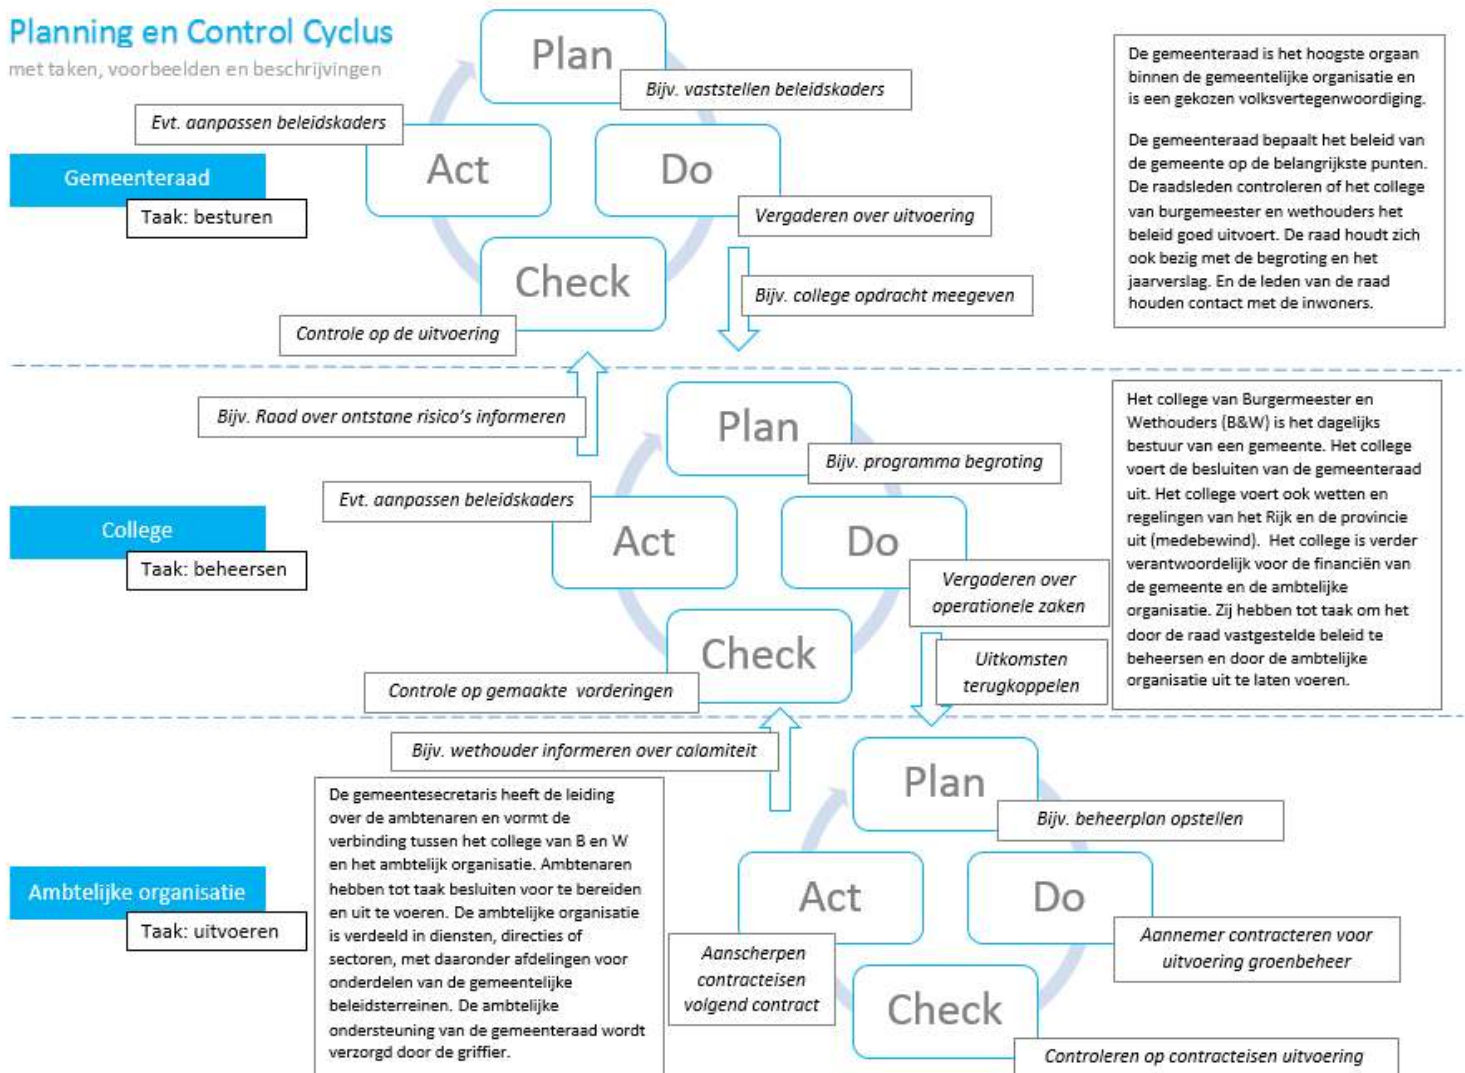 Planning en Control Cyclus
met taken, voorbeelden en beschrijvingen
Plan
Bijv. vaststellen beleidskaders
Evt. aanpassen beleidskaders
Act
Do
Gemeenteraad
Taak: besturen
Vergaderen over uitvoering
Check
Bijv. college opdracht meegeven
Controle op de uitvoering
De gemeenteraad is het hoogste orgaan
binnen de gemeentelijke organisatie en
is een gekozen volksvertegenwoordiging.
De gemeenteraad bepaalt het beleid van
de gemeente op de belangrijkste punten.
De raadsleden controleren of het college
van burgemeester en wethouders het
beleid goed uitvoert. De raad houdt zich
ook bezig met de begroting en het
jaarverslag. En de leden van de raad
houden contact met de inwoners.
Bijv. Raad over ontstane risico's informeren
Plan
Bijv. programma begroting
Evt. aanpassen beleidskaders
Act
Do
College
Taak: beheersen
Vergaderen over
operationele zaken
Check
Uitkomsten
terugkoppelen
Controle op gemaakte vorderingen
Het college van Burgermeester en
Wethouders (B&W) is het dagelijks
bestuur van een gemeente. Het college
voert de besluiten van de gemeenteraad
uit. Het college voert ook wetten en
regelingen van het Rijk en de provincie
uit (medebewind). Het college is verder
verantwoordelijk voor de financiën van
de gemeente en de ambtelijke
organisatie. Zij hebben tot taak om het
door de raad vastgestelde beleid te
beheersen en door de ambtelijke
organisatie uit te laten voeren.
Bijv. wethouder informeren over calamiteit
Plan
Bijv. beheerplan opstellen
Act
Do
Ambtelijke organisatie
Taak: uitvoeren
De gemeentesecretaris heeft de leiding
over de ambtenaren en vormt de
verbinding tussen het college van B en W
en het ambtelijk organisatie. Ambtenaren
hebben tot taak besluiten voor te bereiden
en uit te voeren. De ambtelijke organisatie
is verdeeld in diensten, directies of
sectoren, met daaronder afdelingen voor
onderdelen van de gemeentelijke
beleidsterreinen. De ambtelijke
ondersteuning van de gemeenteraad wordt
verzorgd door de griffier.
Aanscherpen
contracteisen
volgend contract
Aannemer contracteren voor
uitvoering groenbeheer
Check
Controleren op contracteisen uitvoering